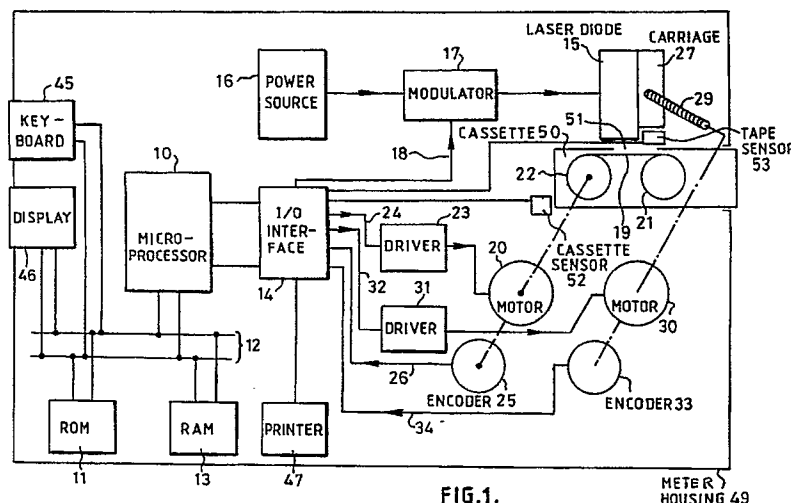 LASER DIODE
15
CARRIAGE
27
45
KEY-
BOARD
16
POWER
SOURCE
17
MODULATOR
29
18
CASSETTE 50
51
TAPE
SENSOR
53
10
MICRO-
PROCESSOR
DISPLAY
46
I/O
INTER-
FACE
14
24
23
DRIVER
22
19
21
CASSETTE
SENSOR
52
20
MOTOR
32
31
DRIVER
MOTOR
30
12
26
ENCODER 25
ENCODER 33
34
ROM
11
RAM
13
PRINTER
47
METER
HOUSING 49
FIG.1.